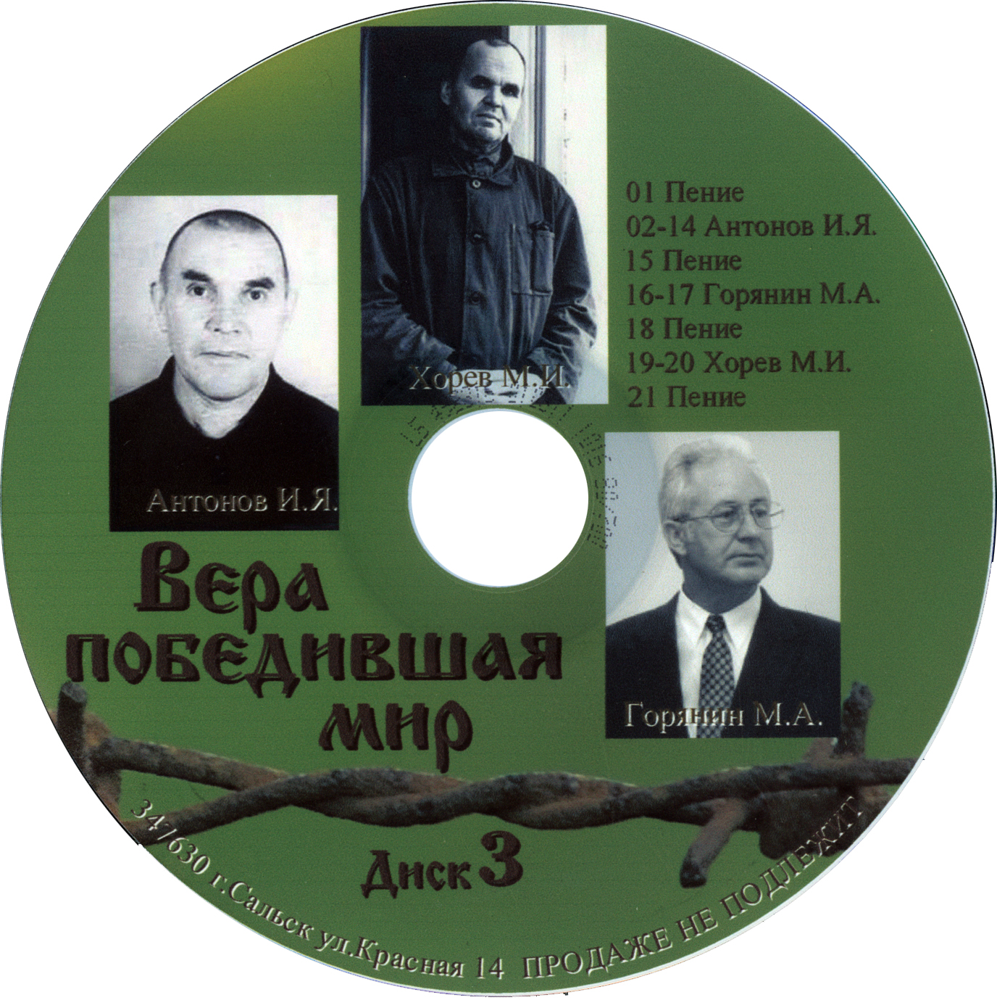 01 Пение
02-14 Антонов И.Я.
15 Пение
16-17 Горянин М.А.
18 Пение
19-20 Хорев М.И.
21 Пение
Хорев М.И.
Антонов И.Я.
Горянин М.А.
Вера
победившая
мир
Диск 3
347630 г.Сальск ул.Красная 14 ПРОДАЖЕ НЕ ПОДЛЕЖИТ